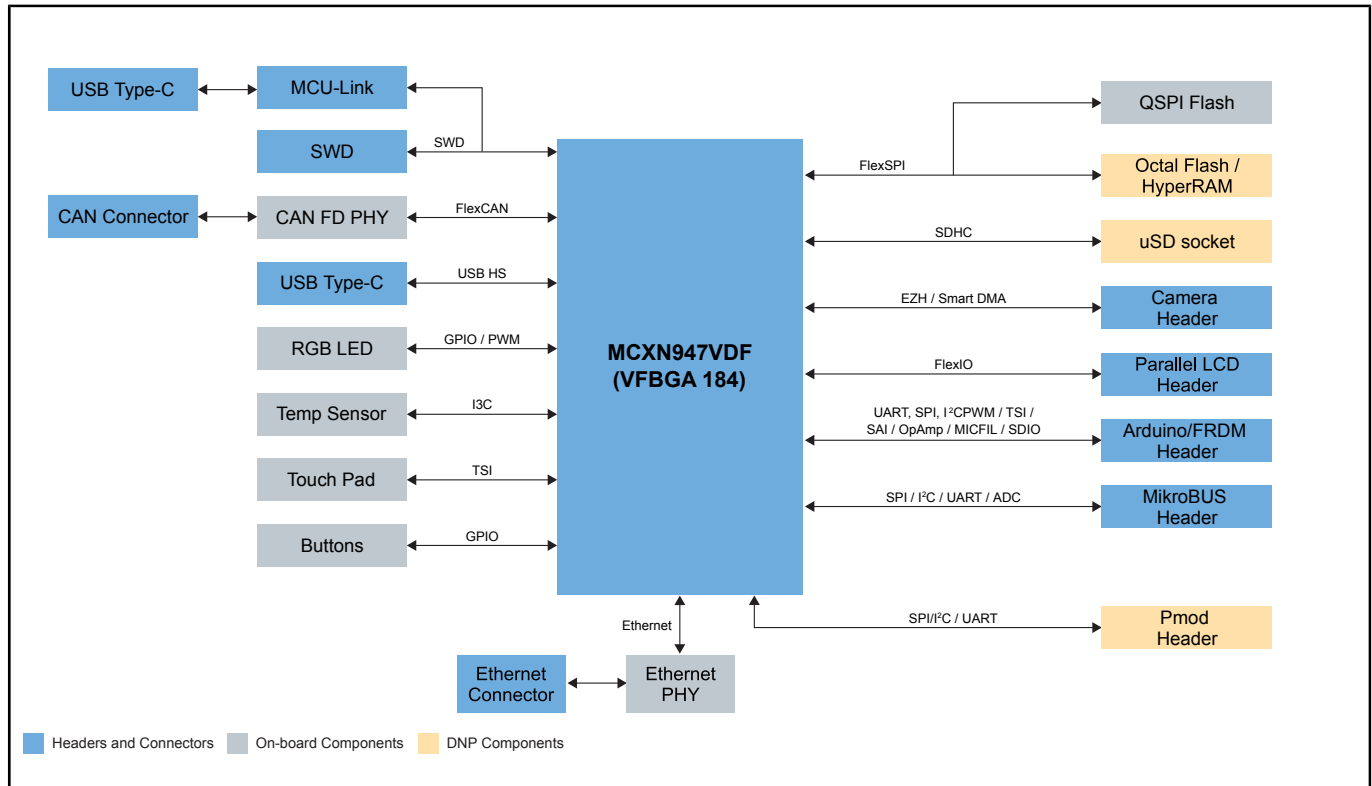 USB Type-C
MCU-Link
SWD
SWD
CAN Connector
CAN FD PHY
FlexCAN
USB Type-C
USB HS
RGB LED
GPIO / PWM
Temp Sensor
I3C
Touch Pad
TSI
Buttons
GPIO
MCXN947VDF
(VFBGA 184)
QSPI Flash
FlexSPI
Octal Flash /
HyperRAM
SDHC
uSD socket
EZH / Smart DMA
Camera
Header
FlexIO
Parallel LCD
Header
UART, SPI, I²CPWM / TSI /
SAI / OpAmp / MICFIL / SDIO
Arduino/FRDM
Header
SPI / I²C / UART / ADC
MikroBUS
Header
SPI/I²C / UART
Pmod
Header
Ethernet
Ethernet
Connector
Ethernet
PHY
Headers and Connectors
On-board Components
DNP Components